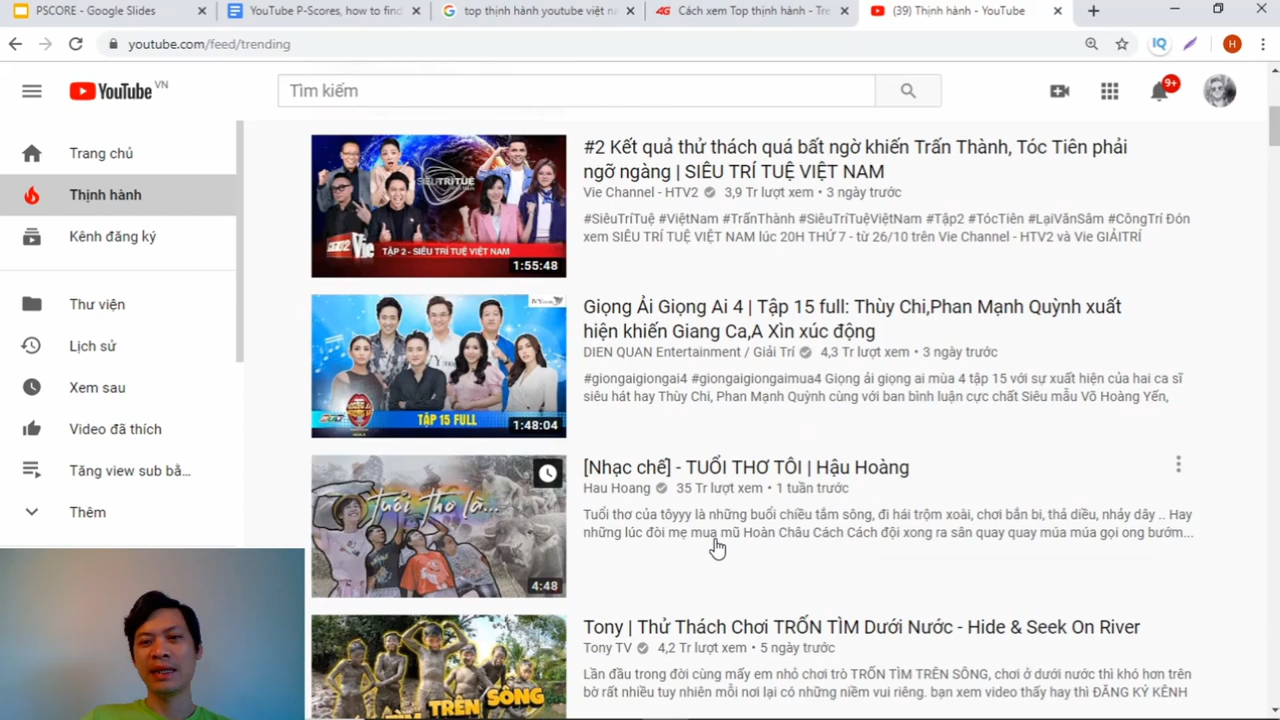 PSCORE - Google Slides
YouTube P-Scores, how to find
top thịnh hành youtube việt n
4G Cách xem Top thịnh hành - Tre
(39) Thịnh hành - YouTube
youtube.com/feed/trending
IQ
H
YouTube VN
Tìm kiếm
9+
Trang chủ
Thịnh hành
Kênh đăng ký
Thư viện
Lịch sử
Xem sau
Video đã thích
Tăng view sub bằ...
Thêm
SIÊU TRÍ TUỆ
Vie TẬP 2 - SIÊU TRÍ TUỆ VIỆT NAM
1:55:48
#2 Kết quả thử thách quá bất ngờ khiến Trấn Thành, Tóc Tiên phải
ngỡ ngàng | SIÊU TRÍ TUỆ VIỆT NAM
Vie Channel - HTV2 3,9 Tr lượt xem • 3 ngày trước
#SiêuTríTuệ #ViệtNam #TrấnThành #SiêuTríTuệViệtNam #Tập2 #TócTiên #LạiVănSâm #CôngTrí Đón
xem SIÊU TRÍ TUỆ VIỆT NAM lúc 20H THỨ 7 - từ 26/10 trên Vie Channel - HTV2 và Vie GIẢITRÍ
TẬP 15 FULL
1:48:04
Giọng Ải Giọng Ai 4 | Tập 15 full: Thùy Chi,Phan Mạnh Quỳnh xuất
hiện khiến Giang Ca,A Xìn xúc động
DIEN QUAN Entertainment / Giải Trí 4,3 Tr lượt xem • 3 ngày trước
#giongaigiongai4 #giongaigiongaimua4 Giọng ải giọng ai mùa 4 tập 15 với sự xuất hiện của hai ca sĩ
siêu hát hay Thùy Chi, Phan Mạnh Quỳnh cùng với ban bình luận cực chất Siêu mẫu Võ Hoàng Yến,
Tuổi thơ là...
4:48
[Nhạc chế] - TUỔI THƠ TÔI | Hậu Hoàng
Hau Hoang 35 Tr lượt xem • 1 tuần trước
Tuổi thơ của tôyyy là những buổi chiều tắm sông, đi hái trộm xoài, chơi bắn bi, thả diều, nhảy dây .. Hay
những lúc đòi mẹ mua mũ Hoàn Châu Cách Cách đội xong ra sân quay quay múa múa gọi ong bướm...
TRÊN SÔNG
Tony | Thử Thách Chơi TRỐN TÌM Dưới Nước - Hide & Seek On River
Tony TV 4,2 Tr lượt xem • 5 ngày trước
Lần đầu trong đời cùng mấy em nhỏ chơi trò TRỐN TÌM TRÊN SÔNG, chơi ở dưới nước thì khó hơn trên
bờ rất nhiều tuy nhiên mỗi nơi lại có những niềm vui riêng. bạn xem video thấy hay thì ĐĂNG KÝ KÊNH